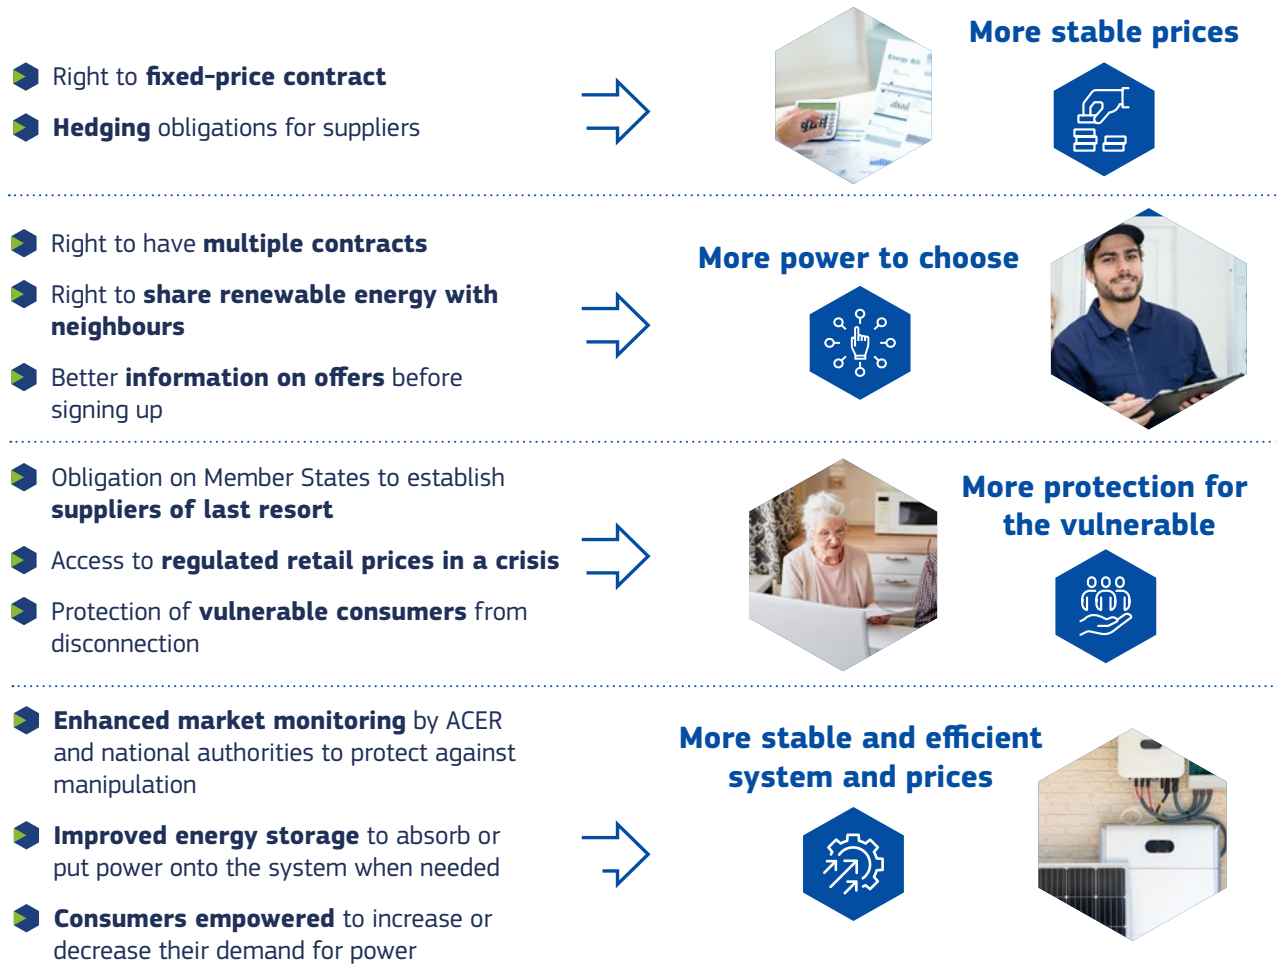 Right to fixed-price contract
Hedging obligations for suppliers
More stable prices
Energy Bill
Right to have multiple contracts
Right to share renewable energy with
neighbours
Better information on offers before
signing up
More power to choose
Obligation on Member States to establish
suppliers of last resort
Access to regulated retail prices in a crisis
Protection of vulnerable consumers from
disconnection
More protection for
the vulnerable
Enhanced market monitoring by ACER
and national authorities to protect against
manipulation
Improved energy storage to absorb or
put power onto the system when needed
Consumers empowered to increase or
decrease their demand for power
More stable and efficient
system and prices